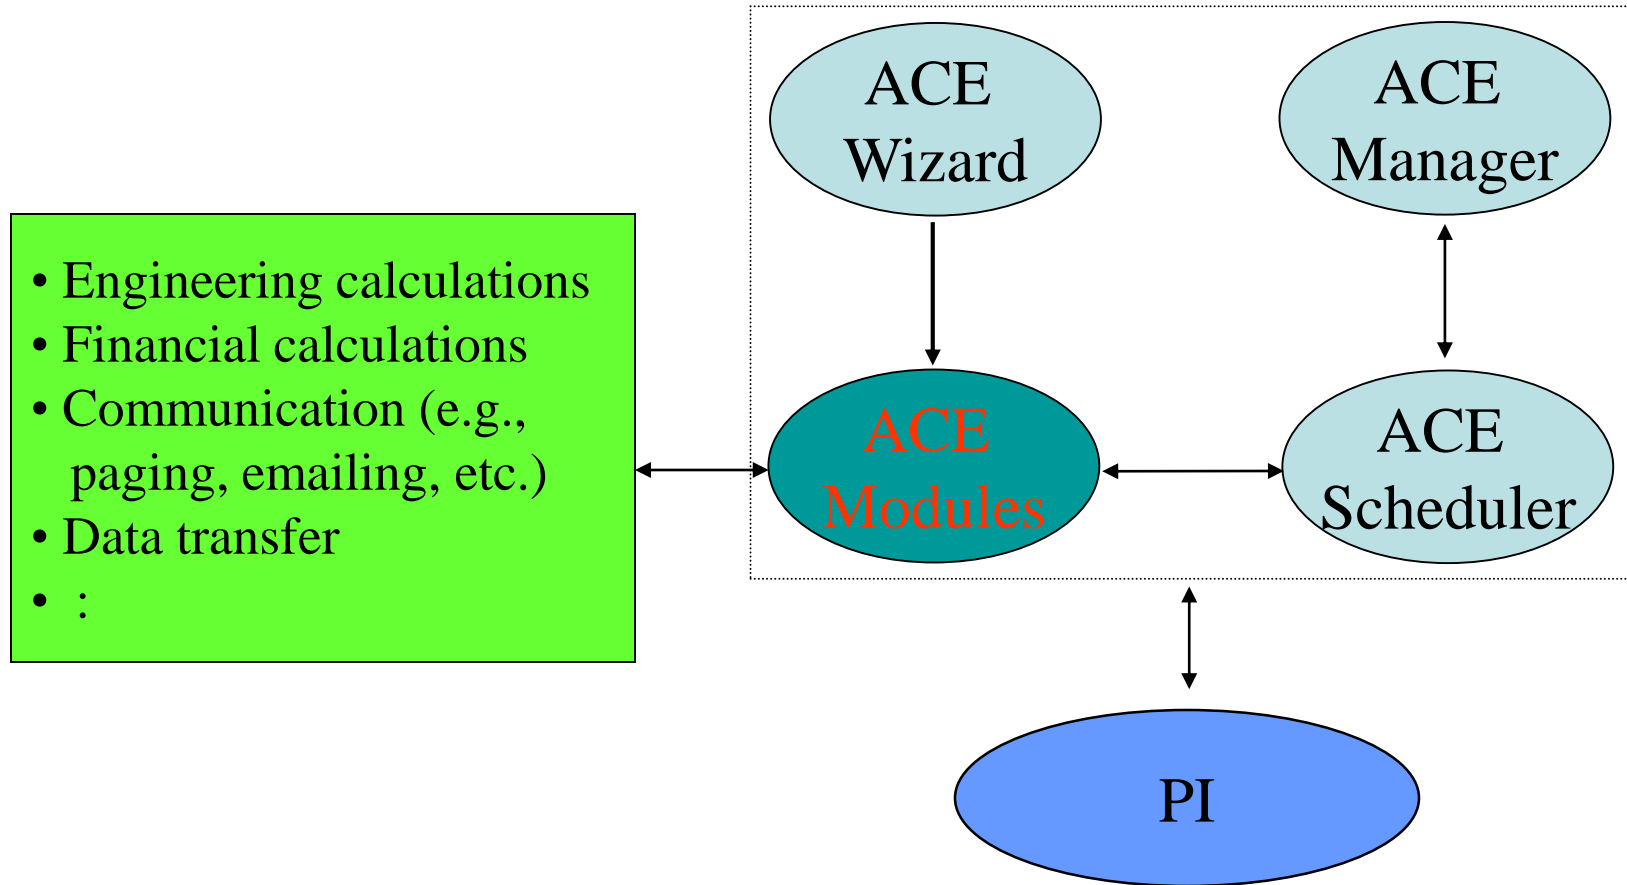 ACE
Wizard
ACE
Manager
• Engineering calculations
• Financial calculations
• Communication (e.g.,
paging, emailing, etc.)
• Data transfer
• :
ACE
Modules
ACE
Scheduler
PI